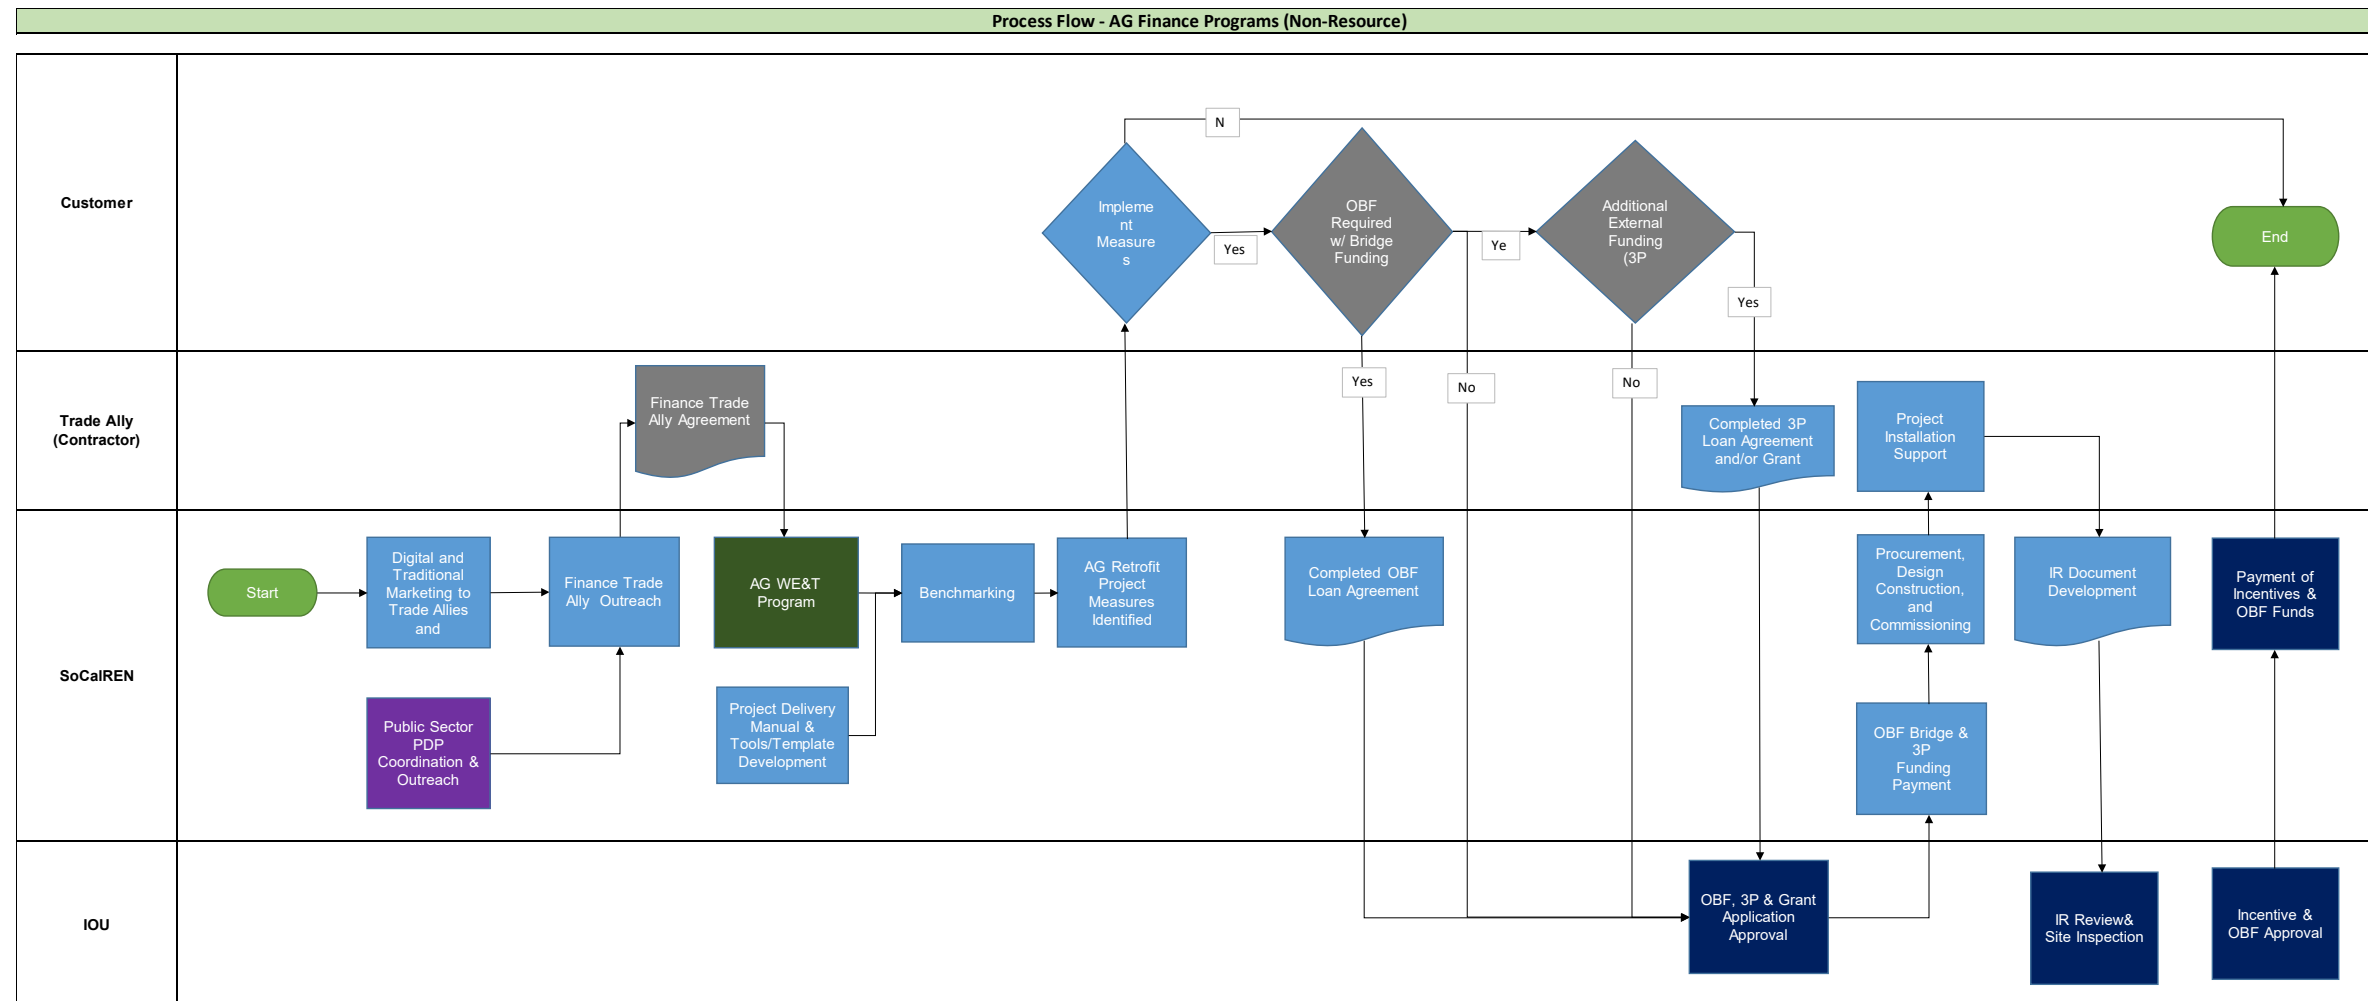 Process Flow - AG Finance Programs (Non-Resource)
Customer
N
Impleme
nt
Measure
s
Yes
OBF
Required
w/ Bridge
Funding
Ye
Additional
External
Funding
(3P
Yes
End
Trade Ally
(Contractor)
Finance Trade
Ally Agreement
Yes
No
No
Completed 3P
Loan Agreement
and/or Grant
Project
Installation
Support
SoCalREN
Start
Digital and
Traditional
Marketing to
Trade Allies
and
Finance Trade
Ally Outreach
AG WE&T
Program
Benchmarking
AG Retrofit
Project
Measures
Identified
Completed OBF
Loan Agreement
Procurement,
Design
Construction,
and
Commissioning
IR Document
Development
Payment of
Incentives &
OBF Funds
Public Sector
PDP
Coordination &
Outreach
Project Delivery
Manual &
Tools/Template
Development
OBF Bridge &
3P
Funding
Payment
IOU
OBF, 3P & Grant
Application
Approval
IR Review&
Site Inspection
Incentive &
OBF Approval